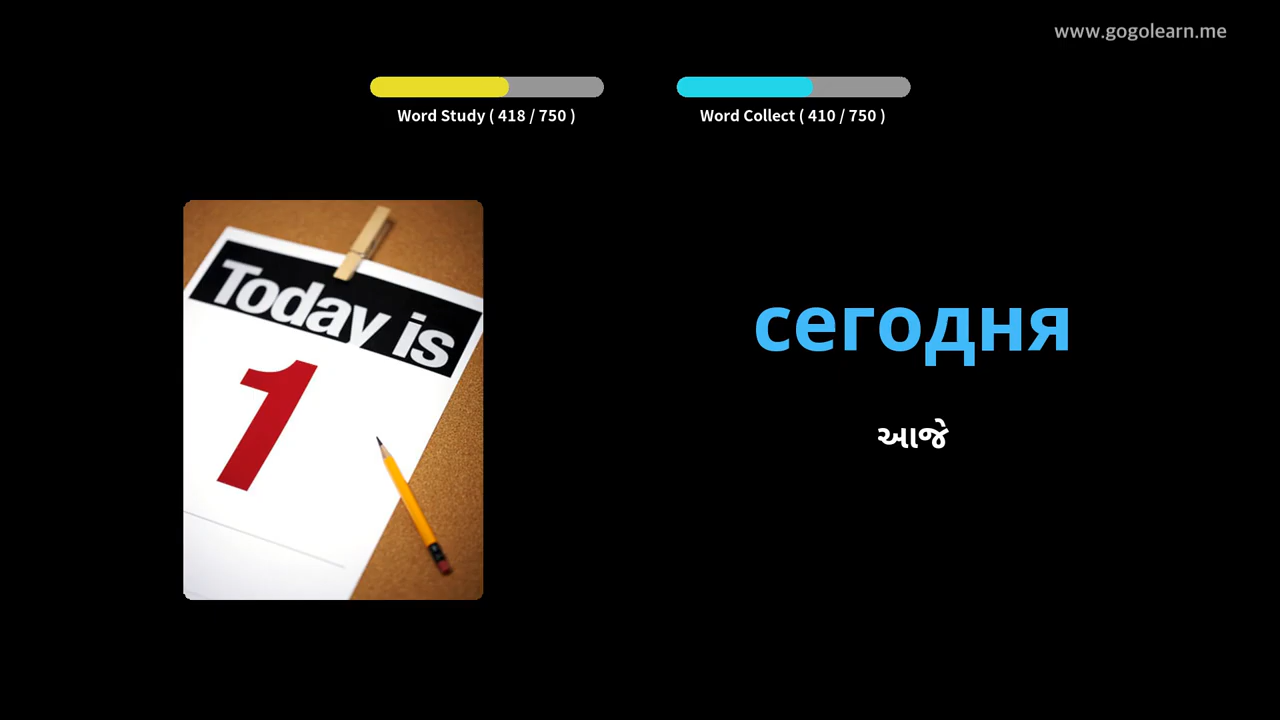 www.gogolearn.me
Word Study ( 418 / 750 )
Word Collect ( 410 / 750 )
Today is
1
сегодня
આજે